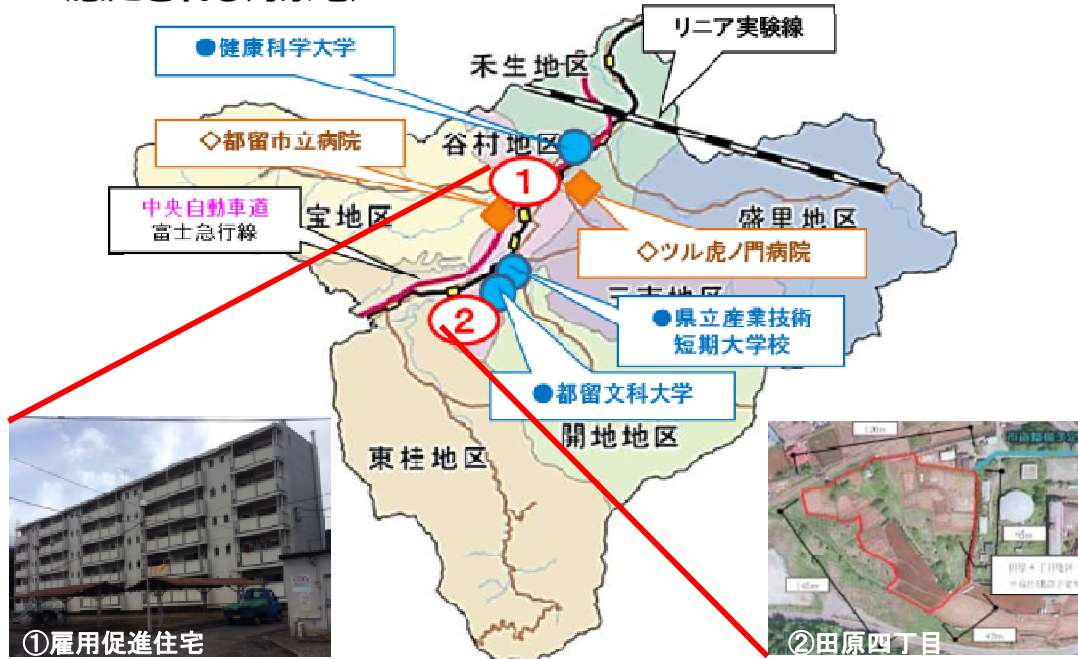 リニア実験線
●健康科学大学
禾生地区
◇都留市立病院
谷村地区
①
中央自動車道
富士急行線
宝地区
盛里地区
◇ツル虎ノ門病院
●県立産業技術
短期大学校
②
●都留文科大学
開地地区
東桂地区
120m
①雇用促進住宅
②田原四丁目